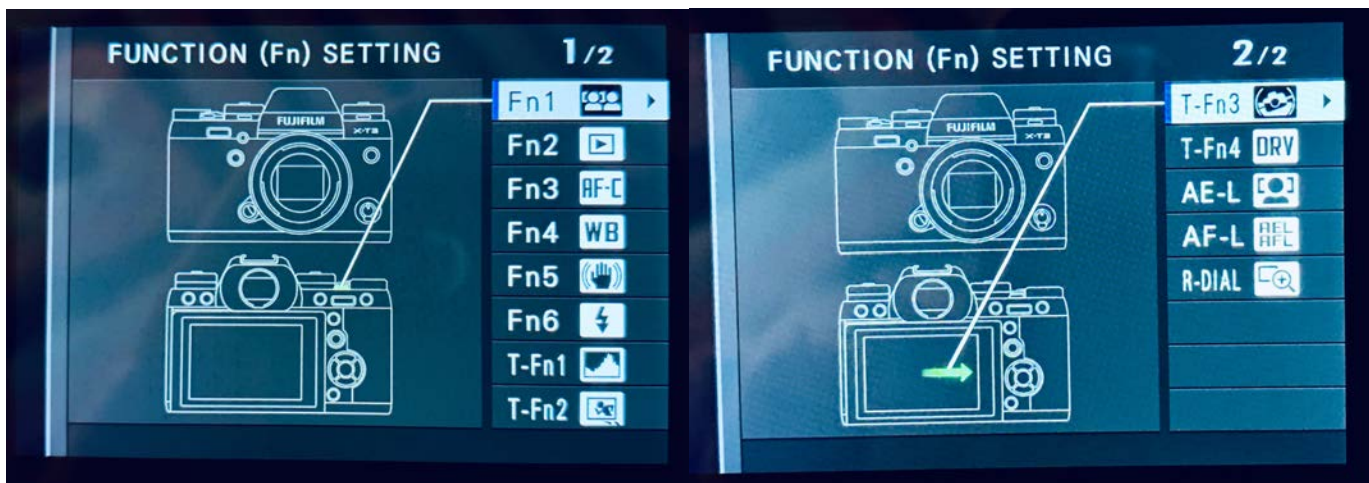 FUNCTION (Fn) SETTING 1/2
FUJIFILM
X-T3
Fn1
Fn2
Fn3 AF-C
Fn4 WB
Fn5
Fn6
T-Fn1
T-Fn2
FUNCTION (Fn) SETTING 2/2
FUJIFILM
X-T3
T-Fn3
T-Fn4 DRV
AE-L
AF-L AEL
AFL
R-DIAL